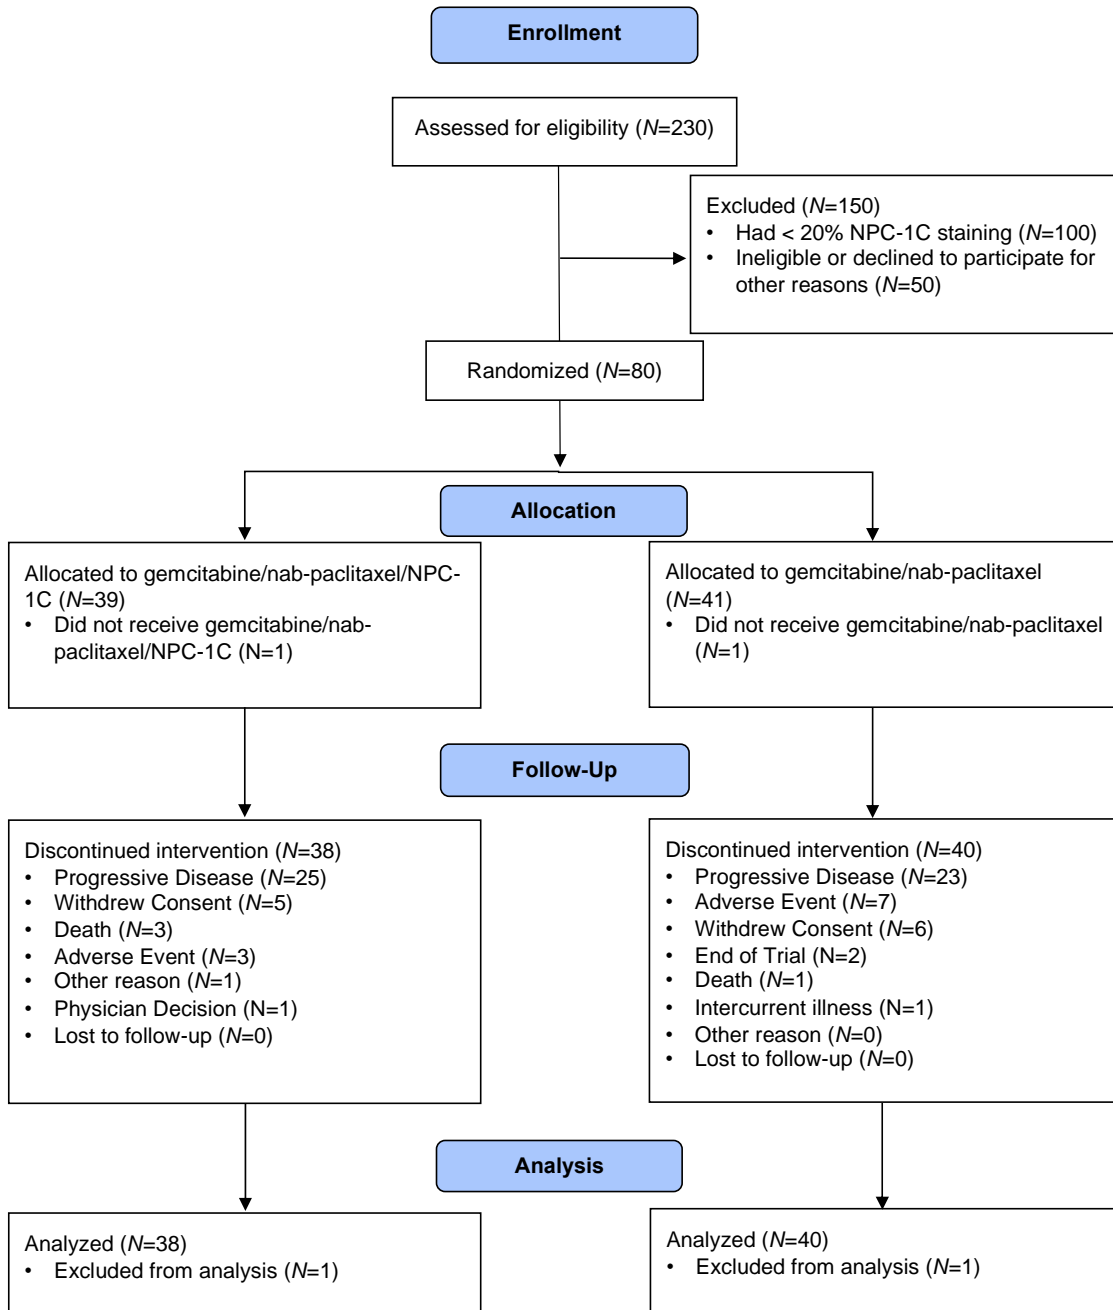 Enrollment
Assessed for eligibility (N=230)
Excluded (N=150)
• Had < 20% NPC-1C staining (N=100)
• Ineligible or declined to participate for
other reasons (N=50)
Randomized (N=80)
Allocation
Allocated to gemcitabine/nab-paclitaxel/NPC-
1C (N=39)
• Did not receive gemcitabine/nab-
paclitaxel/NPC-1C (N=1)
Allocated to gemcitabine/nab-paclitaxel
(N=41)
• Did not receive gemcitabine/nab-paclitaxel
(N=1)
Follow-Up
Discontinued intervention (N=38)
• Progressive Disease (N=25)
• Withdrew Consent (N=5)
• Death (N=3)
• Adverse Event (N=3)
• Other reason (N=1)
• Physician Decision (N=1)
• Lost to follow-up (N=0)
Discontinued intervention (N=40)
• Progressive Disease (N=23)
• Adverse Event (N=7)
• Withdrew Consent (N=6)
• End of Trial (N=2)
• Death (N=1)
• Intercurrent illness (N=1)
• Other reason (N=0)
• Lost to follow-up (N=0)
Analysis
Analyzed (N=38)
• Excluded from analysis (N=1)
Analyzed (N=40)
• Excluded from analysis (N=1)